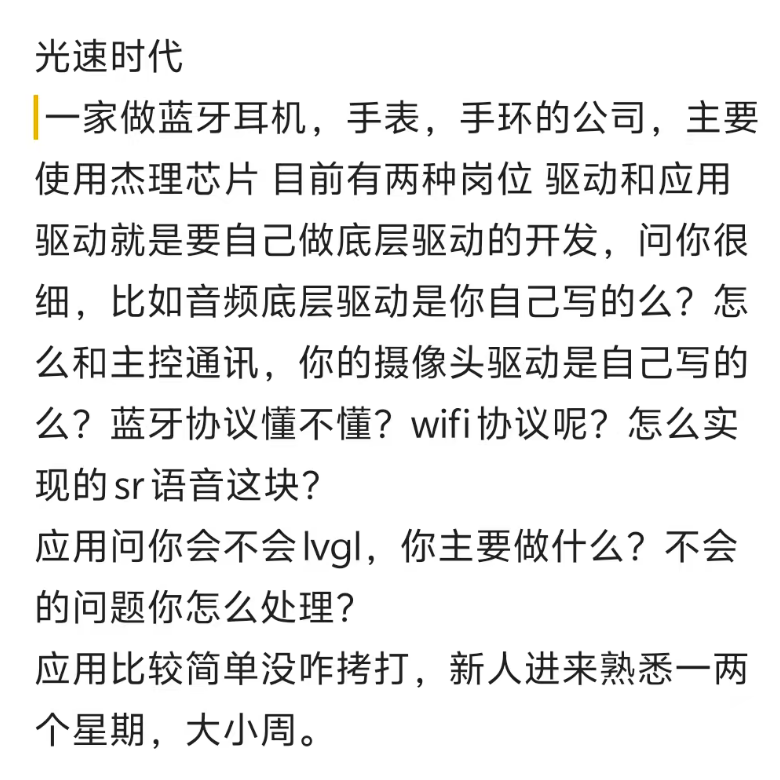 光速时代
一家做蓝牙耳机，手表，手环的公司，主要
使用杰理芯片 目前有两种岗位 驱动和应用
驱动就是要自己做底层驱动的开发，问你很
细，比如音频底层驱动是你自己写的么？怎
么和主控通讯，你的摄像头驱动是自己写的
么？蓝牙协议懂不懂？wifi协议呢？怎么实
现的sr语音这块？
应用问你会不会lvgl，你主要做什么？不会
的问题你怎么处理？
应用比较简单没咋拷打，新人进来熟悉一两
个星期，大小周。